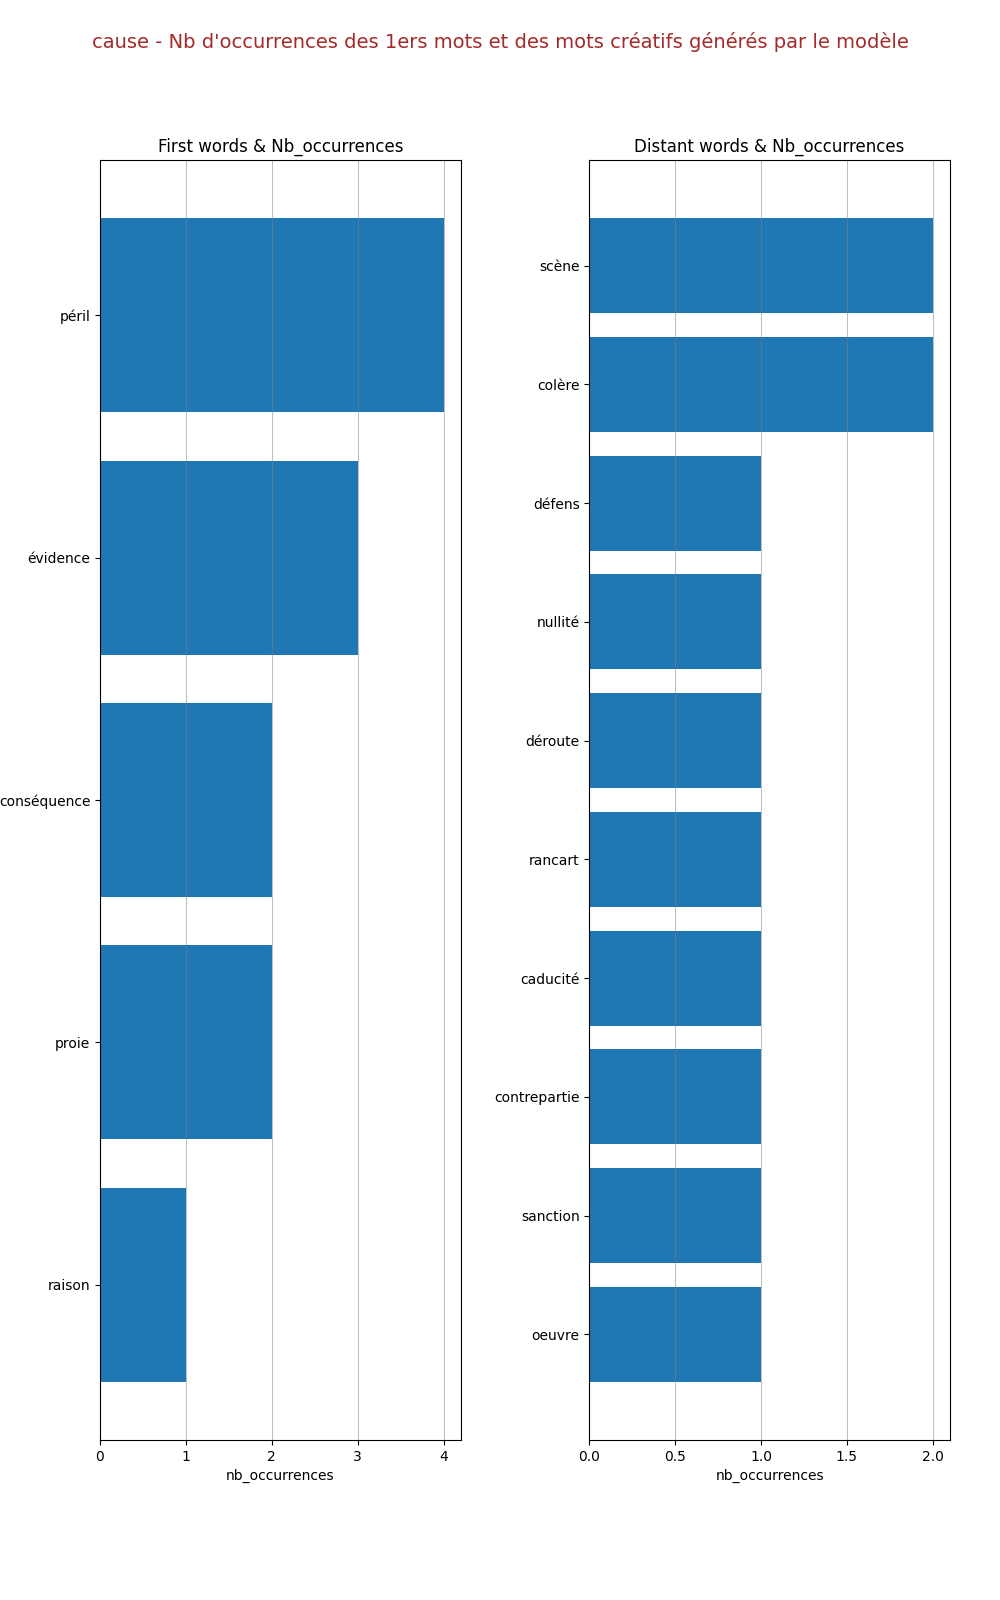 cause - Nb d'occurrences des 1ers mots et des mots créatifs générés par le modèle
First words & Nb_occurrences
péril
évidence
conséquence
proie
raison
0 1 2 3 4
nb_occurrences
Distant words & Nb_occurrences
scène
colère
défens
nullité
déroute
rancart
caducité
contrepartie
sanction
oeuvre
0.0 0.5 1.0 1.5 2.0
nb_occurrences